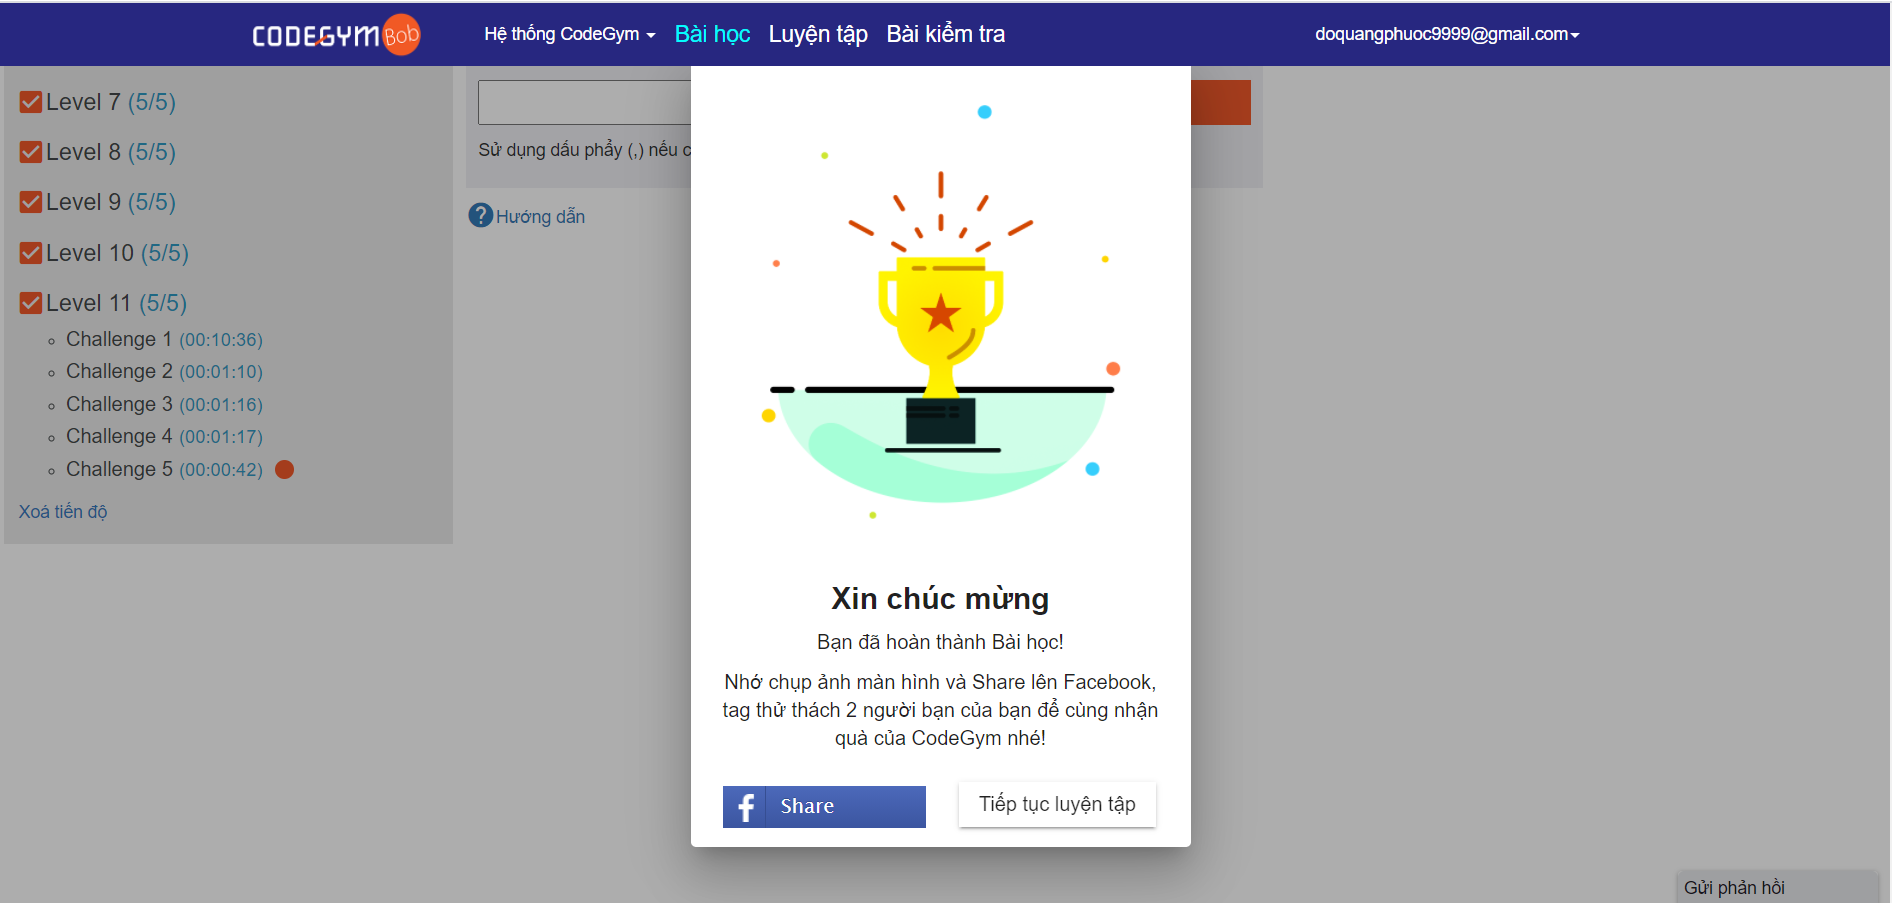 CODEGYM Bob
Hệ thống CodeGym
Bài học
Luyện tập
Bài kiểm tra
doquangphuoc9999@gmail.com
Level 7 (5/5)
Level 8 (5/5)
Level 9 (5/5)
Level 10 (5/5)
Level 11 (5/5)
Challenge 1 (00:10:36)
Challenge 2 (00:01:10)
Challenge 3 (00:01:16)
Challenge 4 (00:01:17)
Challenge 5 (00:00:42)
Xoá tiến độ
Sử dụng dấu phẩy (,) nếu c
Hướng dẫn
Xin chúc mừng
Bạn đã hoàn thành Bài học!
Nhớ chụp ảnh màn hình và Share lên Facebook,
tag thử thách 2 người bạn của bạn để cùng nhận
quà của CodeGym nhé!
Share
Tiếp tục luyện tập
Gửi phản hồi